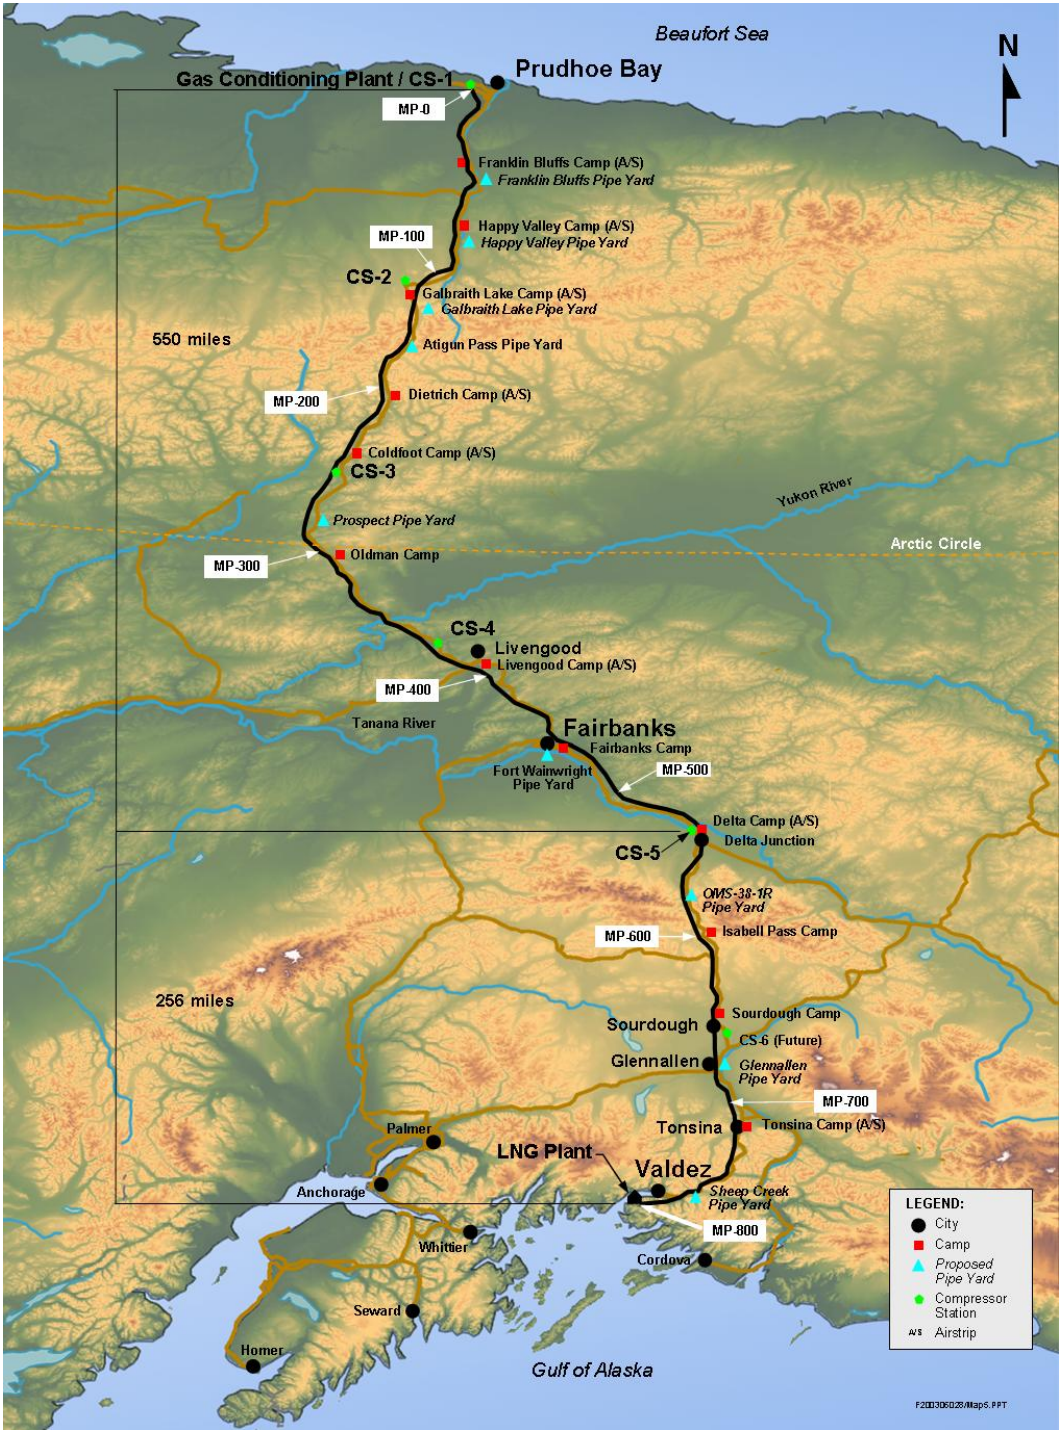 Beaufort Sea
N
Prudhoe Bay
Gas Conditioning Plant / CS-1
MP-0
Franklin Bluffs Camp (A/S)
Franklin Bluffs Pipe Yard
Happy Valley Camp (A/S)
MP-100
Happy Valley Pipe Yard
CS-2
Galbraith Lake Camp (A/S)
Galbraith Lake Pipe Yard
550 miles
Atigun Pass Pipe Yard
MP-200
Dietrich Camp (A/S)
Coldfoot Camp (A/S)
CS-3
Yukon River
Prospect Pipe Yard
Arctic Circle
Oldman Camp
MP-300
CS-4
Livengood
Livengood Camp (A/S)
MP-400
Tanana River
Fairbanks
Fairbanks Camp
Fort Wainwright
Pipe Yard
MP-500
Delta Camp (A/S)
Delta Junction
CS-5
OMS-38-1R
Pipe Yard
Isabell Pass Camp
MP-600
256 miles
Sourdough Camp
Sourdough
CS-6 (Future)
Glennallen
Glennallen
Pipe Yard
MP-700
Tonsina
Tonsina Camp (A/S)
Palmer
LNG Plant
Valdez
Anchorage
Sheep Creek
Pipe Yard
MP-800
Whittier
Cordova
Seward
Homer
Gulf of Alaska
LEGEND:
City
Camp
Proposed
Pipe Yard
Compressor
Station
A/S Airstrip
F200306028/Map5.PPT